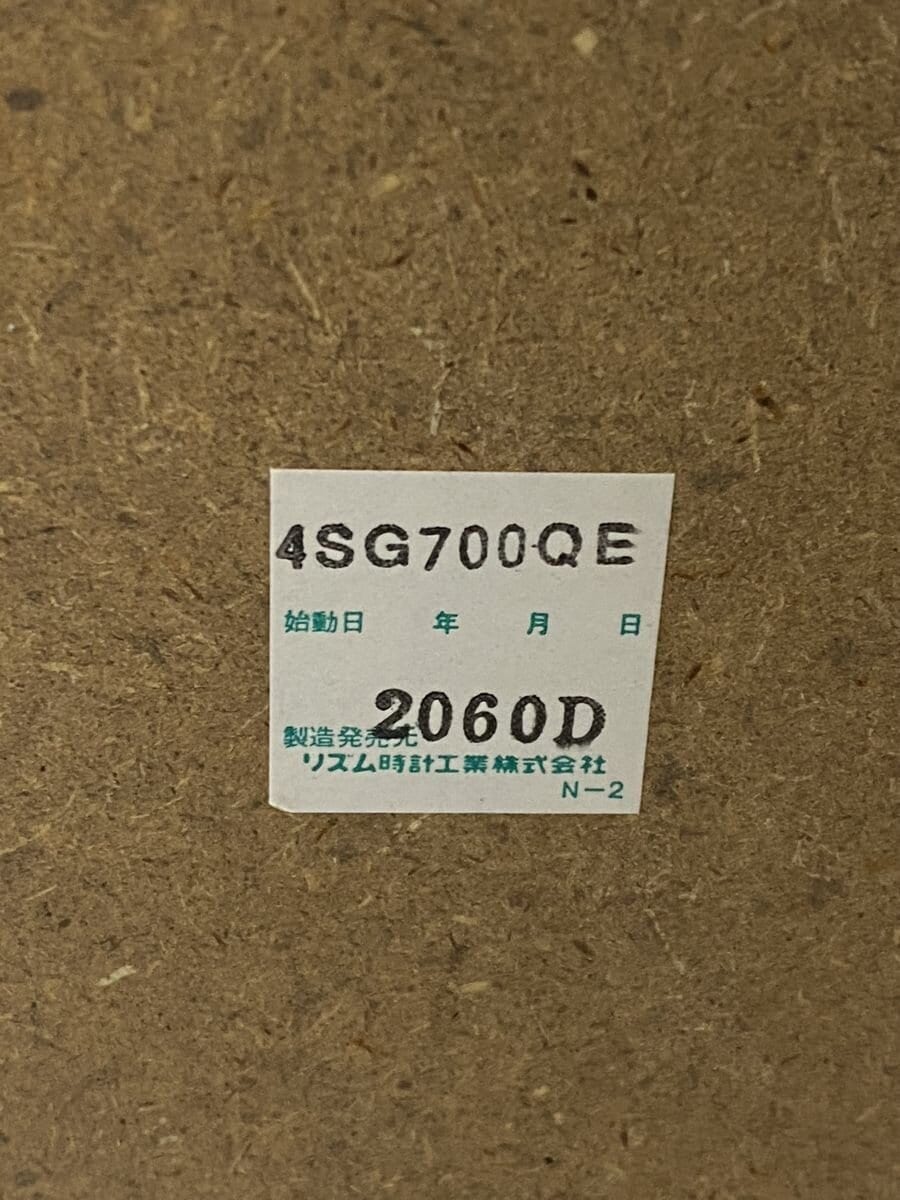 4SG700QE
始動日 年 月 日
2060D
製造発売元
リズム時計工業株式会社
N-2